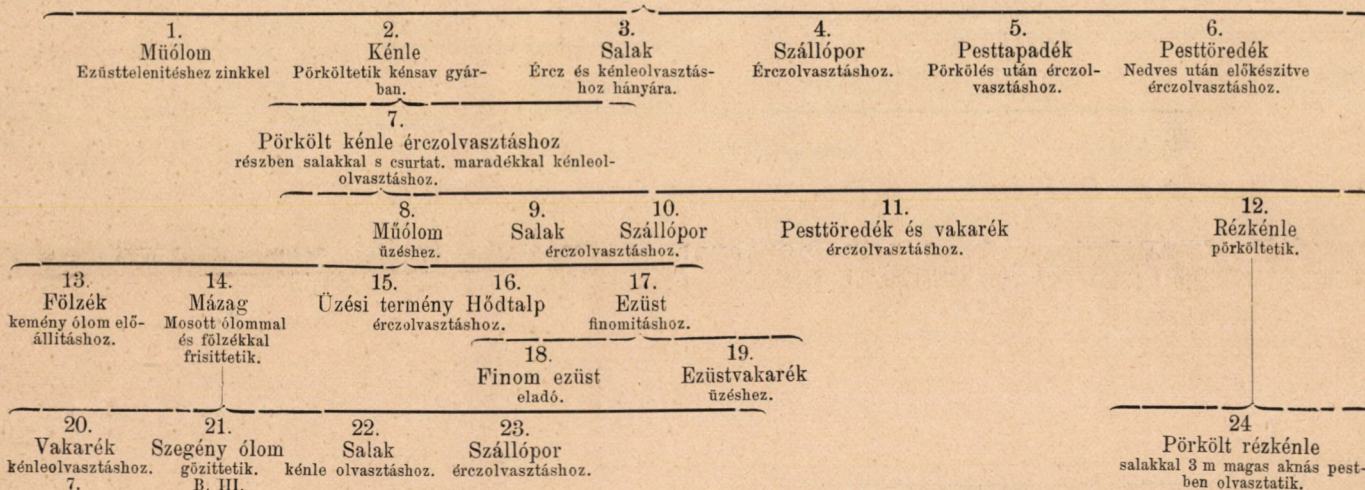 1.
Müólom
Ezüsttelenitéshez zinkkel
2.
Kénle
Pörköltetik kénsav gyár-
ban.
3.
Salak
Ércz és kénleolvasztás-
hoz hányára.
4.
Szállópor
Érczolvasztáshoz.
5.
Pesttapadék
Pörkölés után érczol-
vasztáshoz.
6.
Pesttöredék
Nedves után előkészitve
érczolvasztáshoz.
7.
Pörkölt kénle érczolvasztáshoz
részben salakkal s csurtat. maradékkal kénleol-
olvasztáshoz.
8.
Műólom
üzéshez.
9. 10.
Salak Szállópor
érczolvasztáshoz.
11.
Pesttöredék és vakarék
érczolvasztáshoz.
12.
Rézkénle
pörköltetik.
13.
Fölzék
kemény ólom elő-
állitáshoz.
14.
Mázag
Mosott ólommal
és fölzékkal
frisittetik.
15. 16.
Üzési termény Hődtalp
érczolvasztáshoz.
17.
Ezüst
finomitáshoz.
18.
Finom ezüst
eladó.
19.
Ezüstvakarék
üzéshez.
20.
Vakarék
kénleolvasztáshoz.
7.
21.
Szegény ólom
gőzittetik.
B. III.
22.
Salak
kénle olvasztáshoz.
23.
Szállópor
érczolvasztáshoz.
24
Pörkölt rézkénle
salakkal 3 m magas aknás pest-
ben olvasztatik.